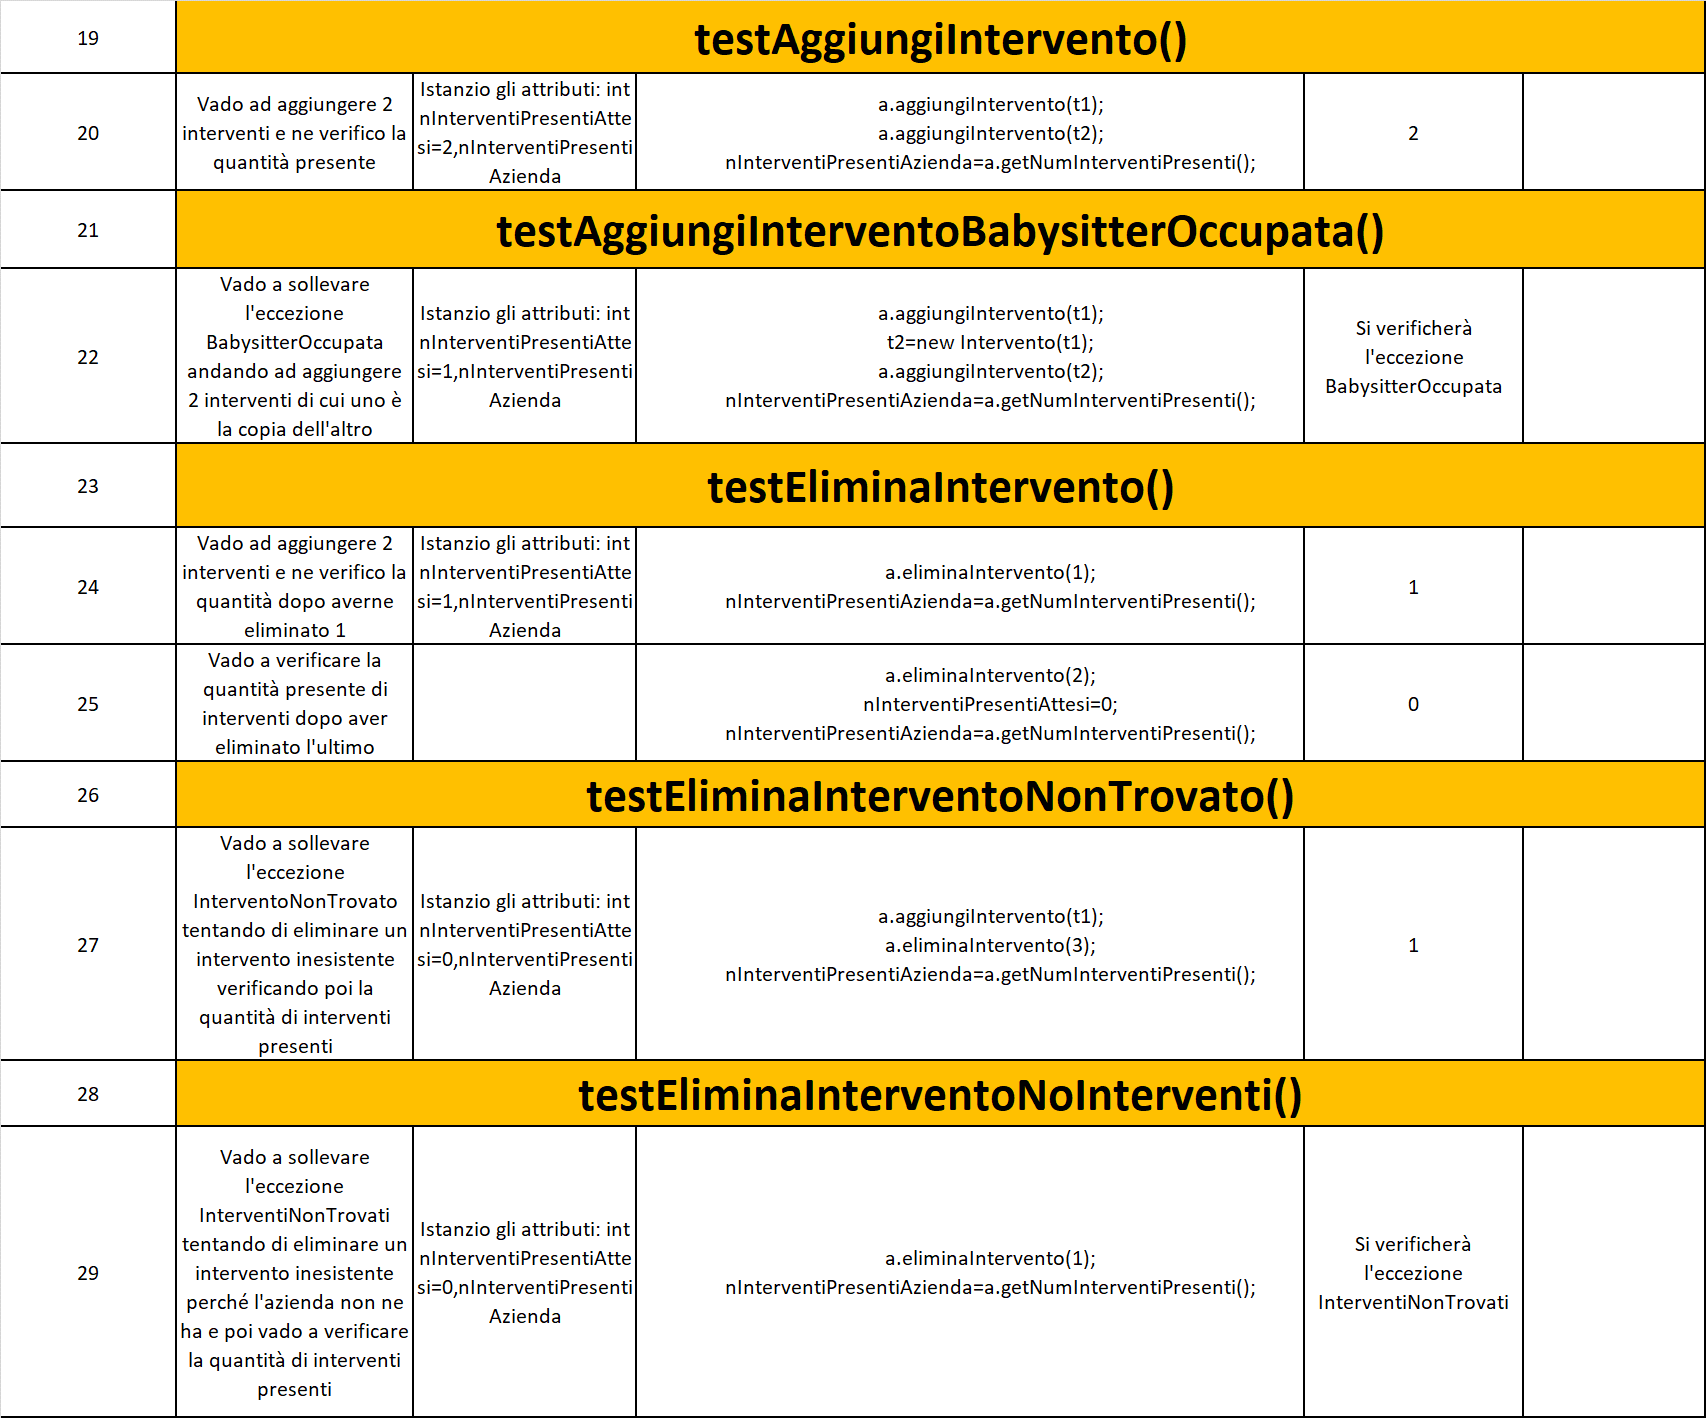 19
testAggiungiIntervento()
20
Vado ad aggiungere 2
interventi e ne verifico la
quantità presente
Istanzio gli attributi: int
nInterventiPresentiAtte
si=2,nInterventiPresenti
Azienda
a.aggiungiIntervento(t1);
a.aggiungiIntervento(t2);
nInterventiPresentiAzienda=a.getNumInterventiPresenti();
2
21
testAggiungiInterventoBabysitterOccupata()
22
Vado a sollevare
l'eccezione
BabysitterOccupata
andando ad aggiungere
2 interventi di cui uno è
la copia dell'altro
Istanzio gli attributi: int
nInterventiPresentiAtte
si=1,nInterventiPresenti
Azienda
a.aggiungiIntervento(t1);
t2=new Intervento(t1);
a.aggiungiIntervento(t2);
nInterventiPresentiAzienda=a.getNumInterventiPresenti();
Si verificherà
l'eccezione
BabysitterOccupata
23
testEliminaIntervento()
24
Vado ad aggiungere 2
interventi e ne verifico la
quantità dopo averne
eliminato 1
Istanzio gli attributi: int
nInterventiPresentiAtte
si=1,nInterventiPresenti
Azienda
a.eliminaIntervento(1);
nInterventiPresentiAzienda=a.getNumInterventiPresenti();
1
25
Vado a verificare la
quantità presente di
interventi dopo aver
eliminato l'ultimo
a.eliminaIntervento(2);
nInterventiPresentiAttesi=0;
nInterventiPresentiAzienda=a.getNumInterventiPresenti();
0
26
testEliminaInterventoNonTrovato()
27
Vado a sollevare
l'eccezione
InterventoNonTrovato
tentando di eliminare un
intervento inesistente
verificando poi la
quantità di interventi
presenti
Istanzio gli attributi: int
nInterventiPresentiAtte
si=0,nInterventiPresenti
Azienda
a.aggiungiIntervento(t1);
a.eliminaIntervento(3);
nInterventiPresentiAzienda=a.getNumInterventiPresenti();
1
28
testEliminaInterventoNoInterventi()
29
Vado a sollevare
l'eccezione
InterventiNonTrovati
tentando di eliminare un
intervento inesistente
perché l'azienda non ne
ha e poi vado a verificare
la quantità di interventi
presenti
Istanzio gli attributi: int
nInterventiPresentiAtte
si=0,nInterventiPresenti
Azienda
a.eliminaIntervento(1);
nInterventiPresentiAzienda=a.getNumInterventiPresenti();
Si verificherà
l'eccezione
InterventiNonTrovati